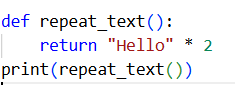 def repeat_text():
    return "Hello" * 2
print(repeat_text())